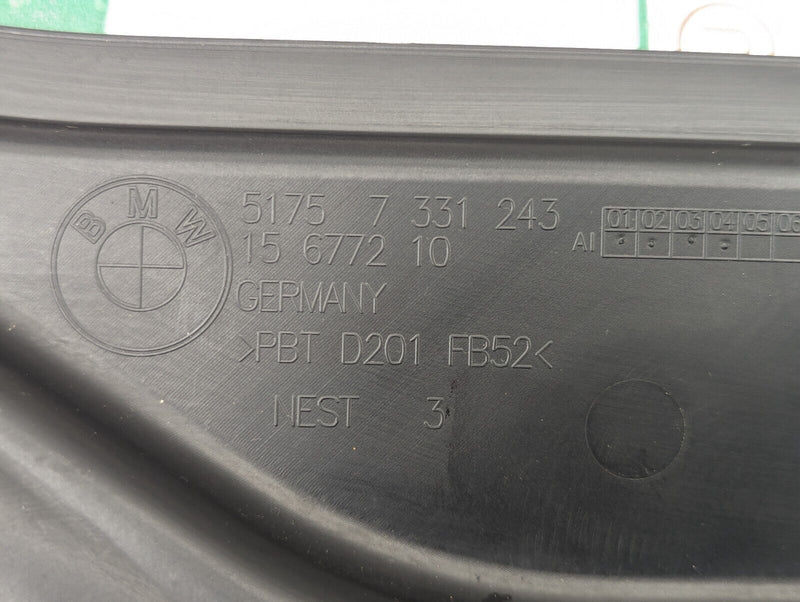 BMW
5175 7 331 243
15 6772 10
GERMANY
>PBT D201 FB52<
NEST 3
01 02 03 04 05
AI